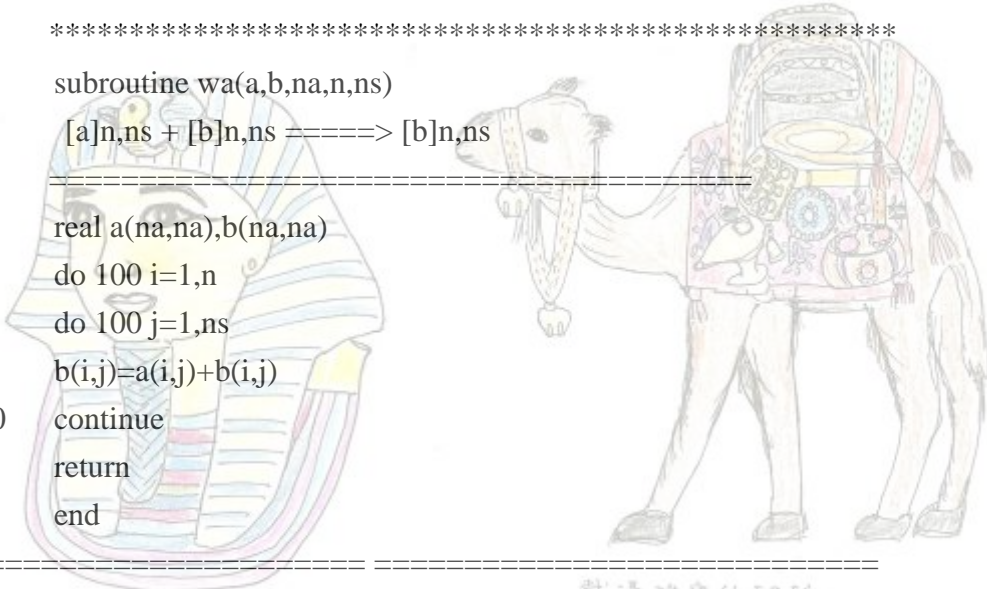 *****************************************************
subroutine wa(a,b,na,n,ns)
[a]n,ns + [b]n,ns =====> [b]n,ns
=======================================
real a(na,na),b(na,na)
do 100 i=1,n
do 100 j=1,ns
b(i,j)=a(i,j)+b(i,j)
continue
return
end
==================== ============================